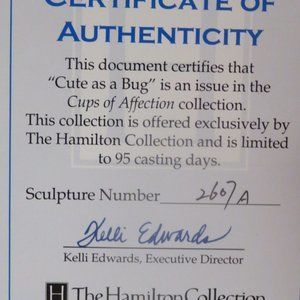 CERTIFICATE OF
AUTHENTICITY
This document certifies that
“Cute as a Bug” is an issue in the
Cups of Affection collection.
This collection is offered exclusively by
The Hamilton Collection and is limited
to 95 casting days.
Sculpture Number 2607A
Kelli Edwards
Kelli Edwards, Executive Director
H The Hamilton Collection